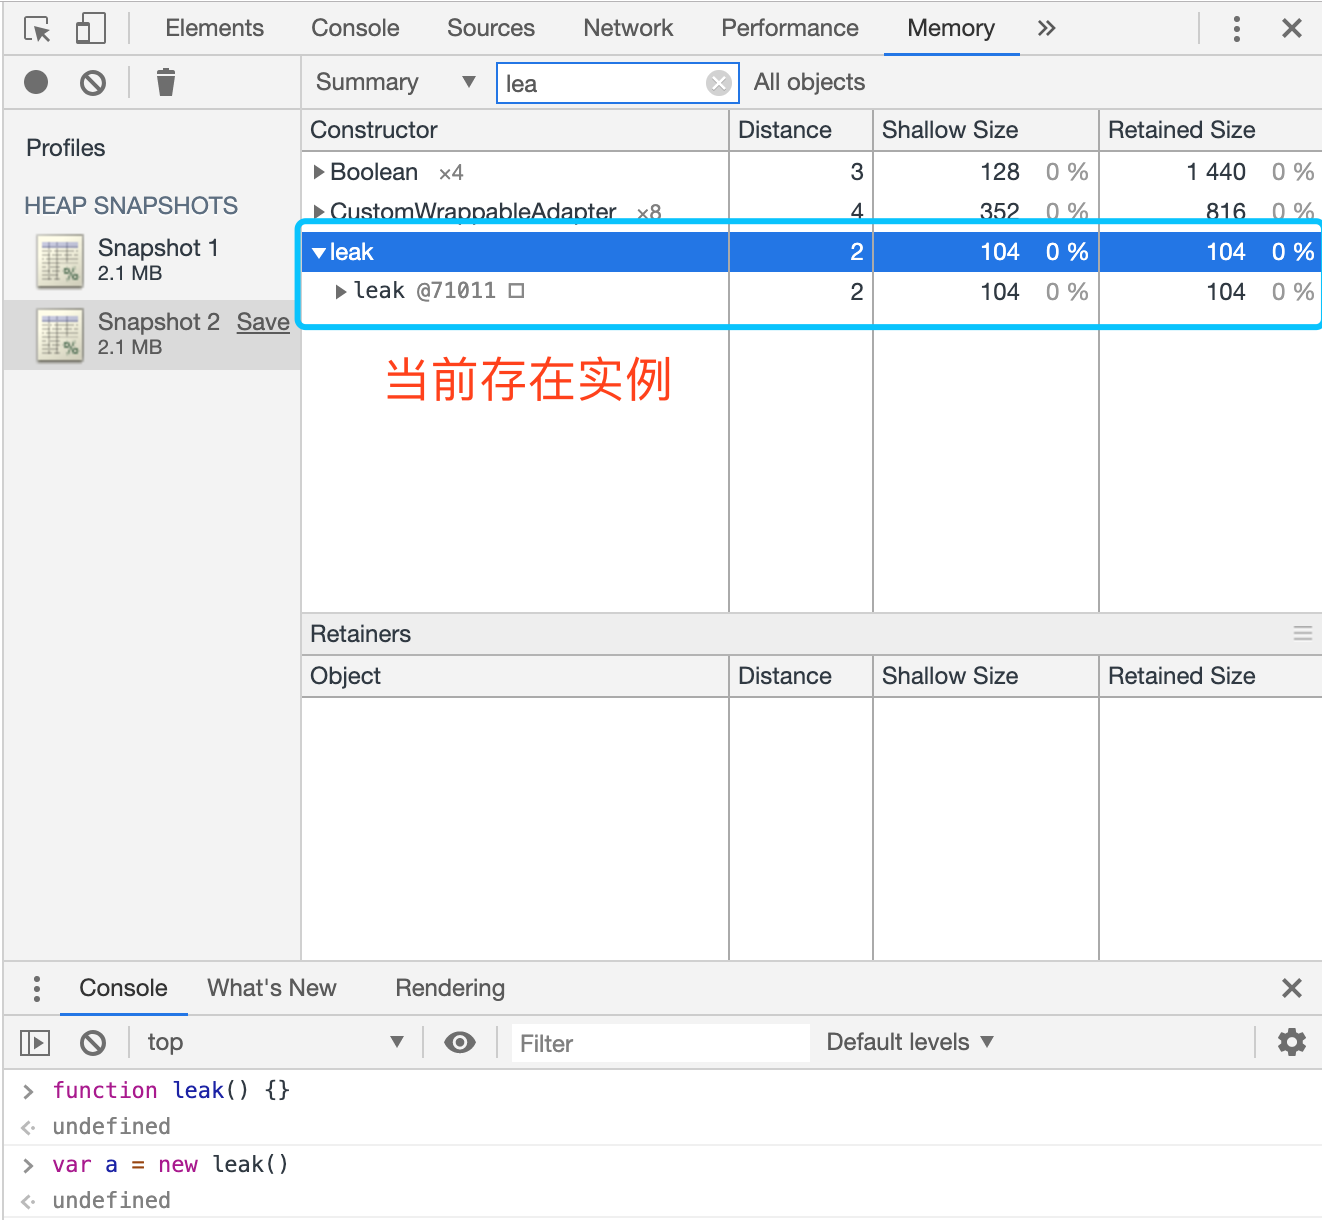 Elements Console Sources Network Performance Memory »
Summary ▼ lea All objects
Profiles
HEAP SNAPSHOTS
Snapshot 1
2.1 MB
Snapshot 2 Save
2.1 MB
Constructor Distance Shallow Size Retained Size
▶Boolean ×4 3 128 0 % 1 440 0 %
▶CustomWrappableAdapter ×8 4 352 0 % 816 0 %
▼leak 2 104 0 % 104 0 %
▶leak @71011 2 104 0 % 104 0 %
当前存在实例
Retainers
Object Distance Shallow Size Retained Size
Console What's New Rendering
top ▼ Filter Default levels ▼
> function leak() {}
undefined
> var a = new leak()
undefined